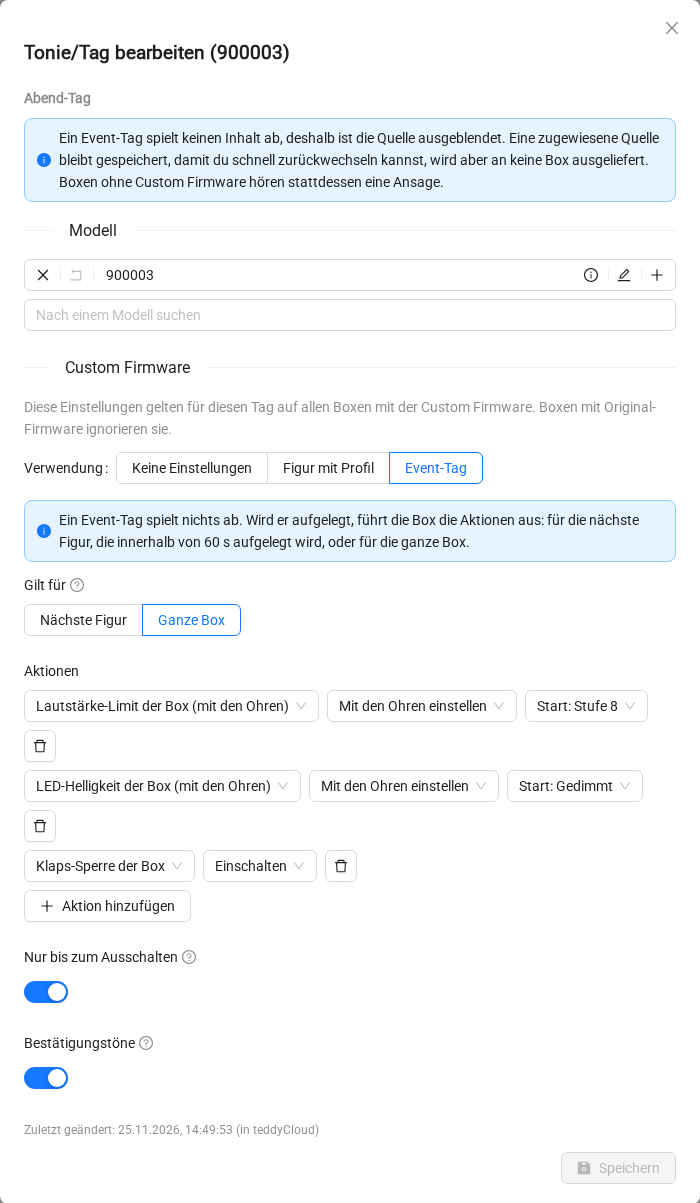 Tonie/Tag bearbeiten (900003)
Abend-Tag
Ein Event-Tag spielt keinen Inhalt ab, deshalb ist die Quelle ausgeblendet. Eine zugewiesene Quelle
bleibt gespeichert, damit du schnell zurückwechseln kannst, wird aber an keine Box ausgeliefert.
Boxen ohne Custom Firmware hören stattdessen eine Ansage.
Modell
900003
Nach einem Modell suchen
Custom Firmware
Diese Einstellungen gelten für diesen Tag auf allen Boxen mit der Custom Firmware. Boxen mit Original-
Firmware ignorieren sie.
Verwendung: Keine Einstellungen Figur mit Profil Event-Tag
Ein Event-Tag spielt nichts ab. Wird er aufgelegt, führt die Box die Aktionen aus: für die nächste
Figur, die innerhalb von 60 s aufgelegt wird, oder für die ganze Box.
Gilt für
Nächste Figur Ganze Box
Aktionen
Lautstärke-Limit der Box (mit den Ohren) Mit den Ohren einstellen Start: Stufe 8
LED-Helligkeit der Box (mit den Ohren) Mit den Ohren einstellen Start: Gedimmt
Klaps-Sperre der Box Einschalten
Aktion hinzufügen
Nur bis zum Ausschalten
Bestätigungstöne
Zuletzt geändert: 25.11.2026, 14:49:53 (in teddyCloud)
Speichern